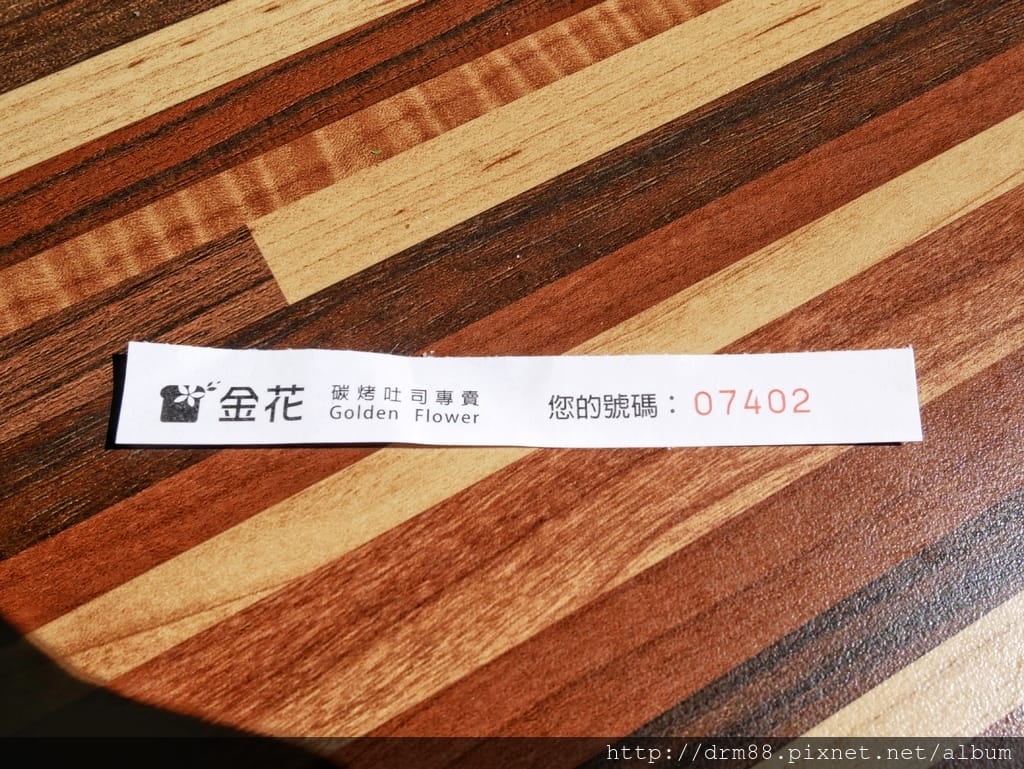 金花 碳烤吐司專賣 您的號碼：07402
Golden Flower
http://drm88.pixnet.net/album